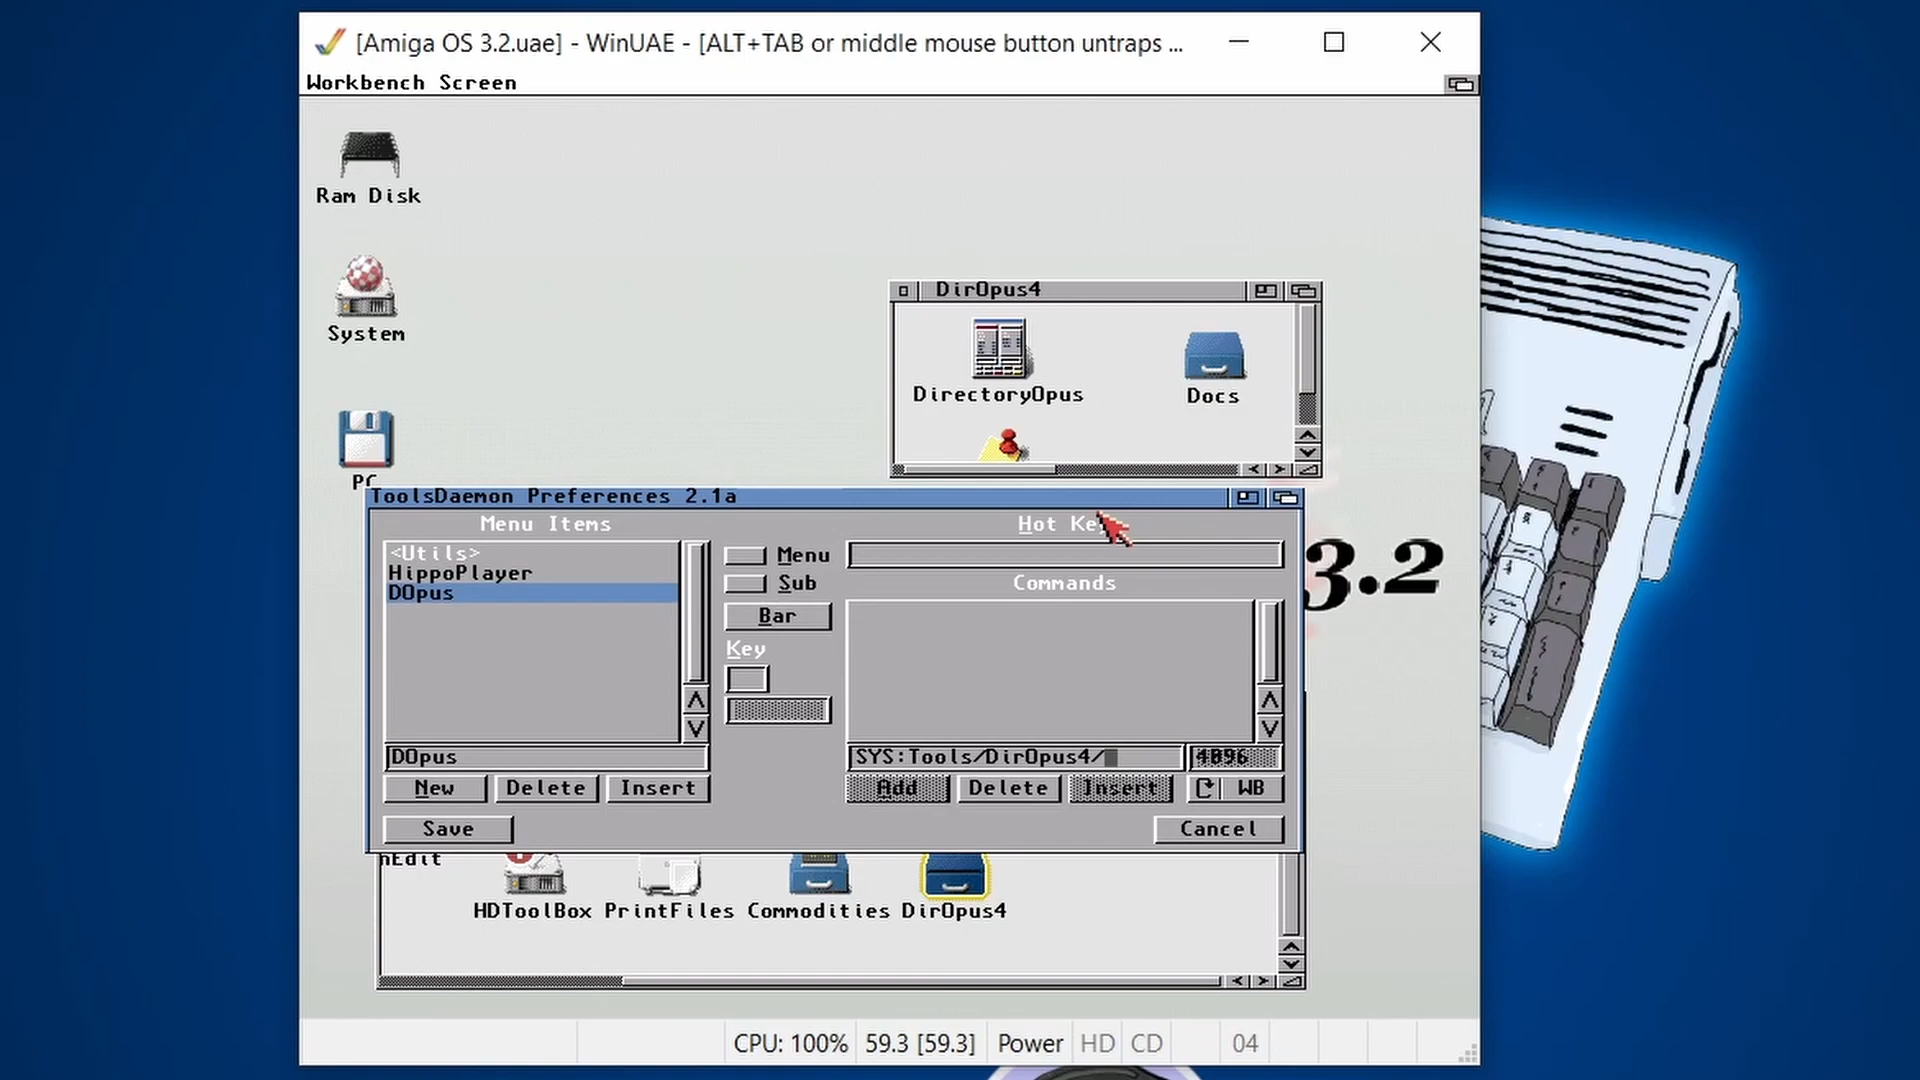 [Amiga OS 3.2.uae] - WinUAE - [ALT+TAB or middle mouse button untraps ...
Workbench Screen
Ram Disk
System
PC
DirOpus4
DirectoryOpus
Docs
ToolsDaemon Preferences 2.1a
Menu Items
Hot Ke
<Utils>
HippoPlayer
DOpus
Menu
Sub
Bar
Key
Commands
DOpus
SYS:Tools/DirOpus4/
4096
New
Delete
Insert
Add
Delete
Insert
WB
Save
Cancel
nEdit
HDToolBox
PrintFiles
Commodities
DirOpus4
3.2
CPU: 100%
59.3 [59.3]
Power
HD
CD
04